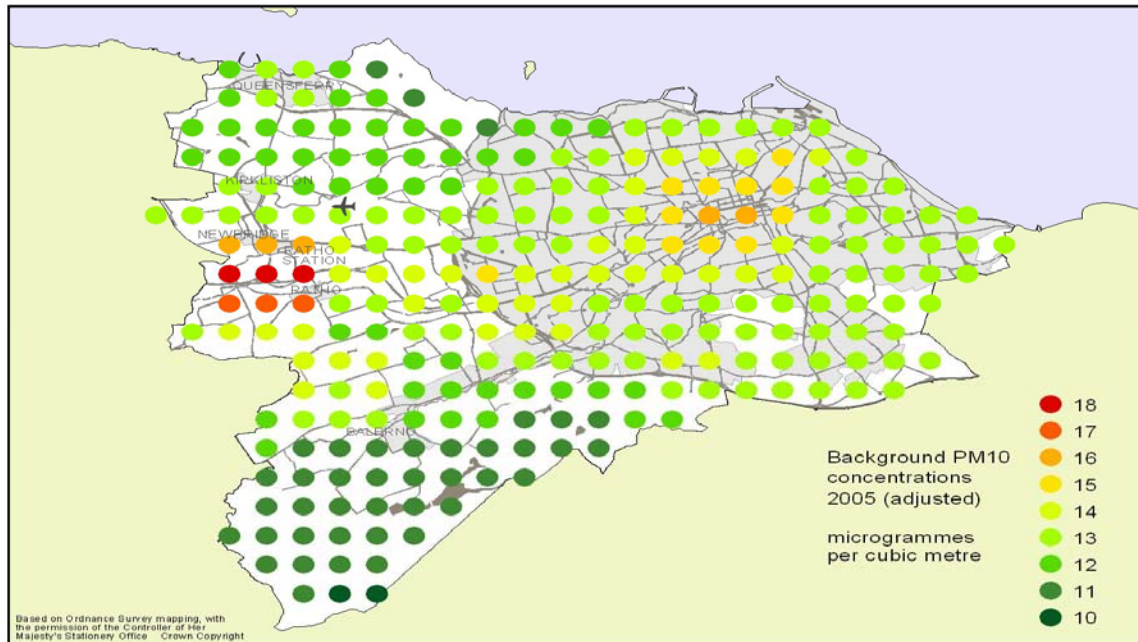 QUEENSFERRY
KIRKLISTON
NEWBRIDGE
RATHO
STATION
RATHO
BALERNO
18
17
16
15
14
13
12
11
10
Background PM10
concentrations
2005 (adjusted)
microgrammes
per cubic metre
Based on Ordnance Survey mapping, with
the permission of the Controller of Her
Majesty's Stationery Office Crown Copyright